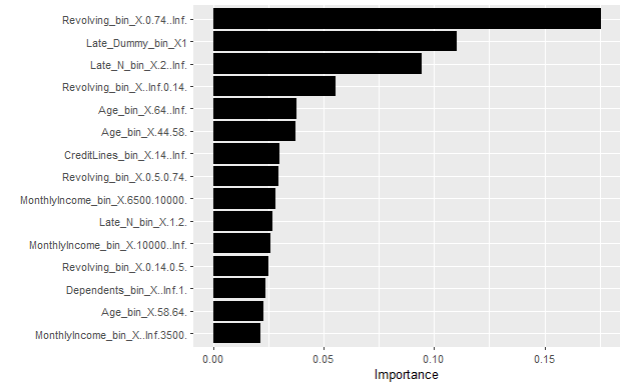 Revolving_bin_X.0.74..Inf.
Late_Dummy_bin_X1
Late_N_bin_X.2..Inf.
Revolving_bin_X..Inf.0.14.
Age_bin_X.64..Inf.
Age_bin_X.44.58.
CreditLines_bin_X.14..Inf.
Revolving_bin_X.0.5.0.74.
MonthlyIncome_bin_X.6500.10000.
Late_N_bin_X.1.2.
MonthlyIncome_bin_X.10000..Inf.
Revolving_bin_X.0.14.0.5.
Dependents_bin_X..Inf.1.
Age_bin_X.58.64.
MonthlyIncome_bin_X..Inf.3500.
0.00 0.05 0.10 0.15
Importance